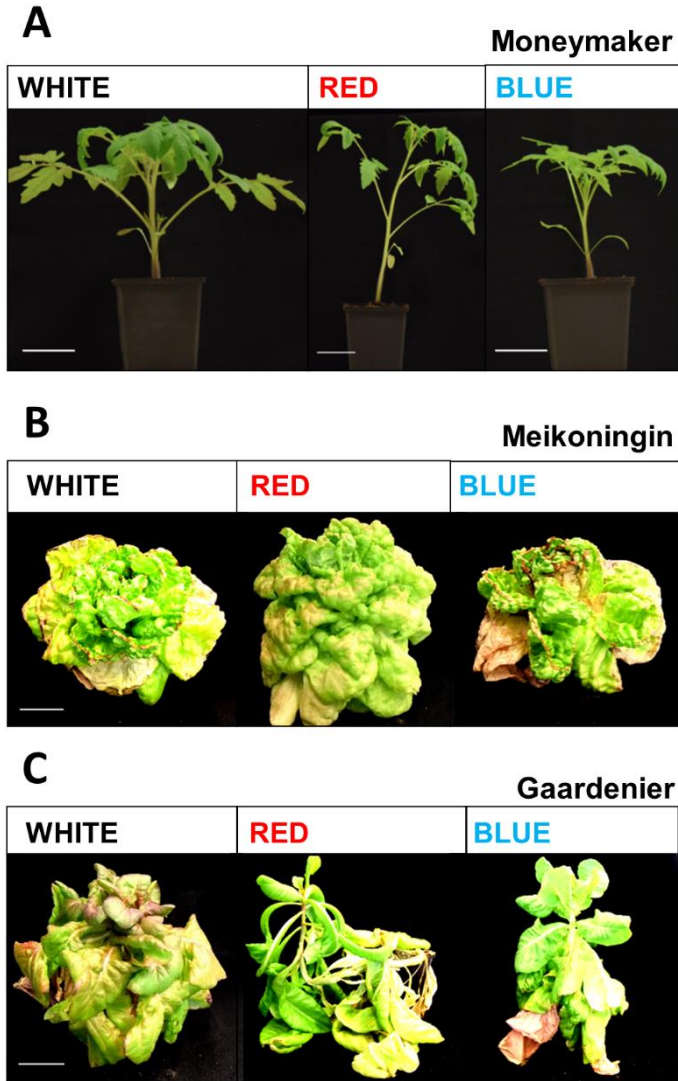 A
Moneymaker
WHITE RED BLUE
B
Meikoningin
WHITE RED BLUE
C
Gaardenier
WHITE RED BLUE